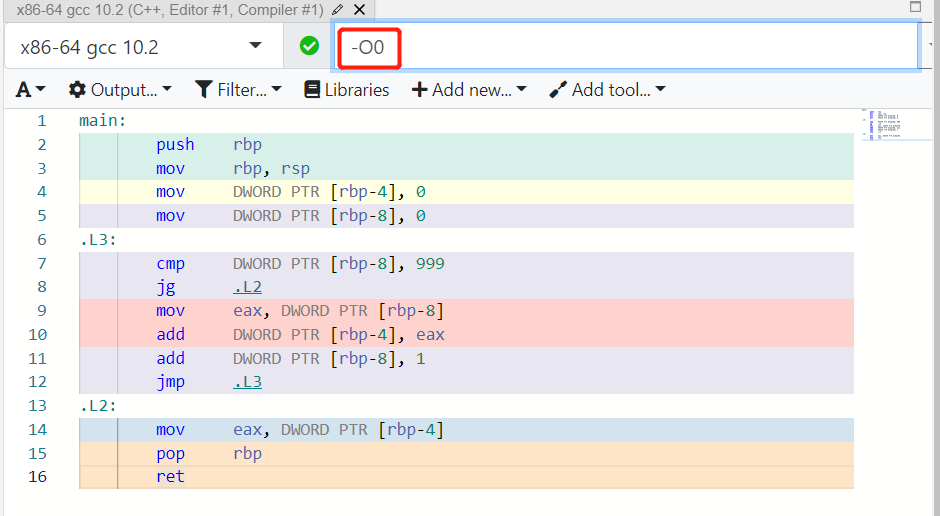 x86-64 gcc 10.2 (C++, Editor #1, Compiler #1)
x86-64 gcc 10.2 -O0
A Output... Filter... Libraries Add new... Add tool...
1 main:
2 push rbp
3 mov rbp, rsp
4 mov DWORD PTR [rbp-4], 0
5 mov DWORD PTR [rbp-8], 0
6 .L3:
7 cmp DWORD PTR [rbp-8], 999
8 jg .L2
9 mov eax, DWORD PTR [rbp-8]
10 add DWORD PTR [rbp-4], eax
11 add DWORD PTR [rbp-8], 1
12 jmp .L3
13 .L2:
14 mov eax, DWORD PTR [rbp-4]
15 pop rbp
16 ret